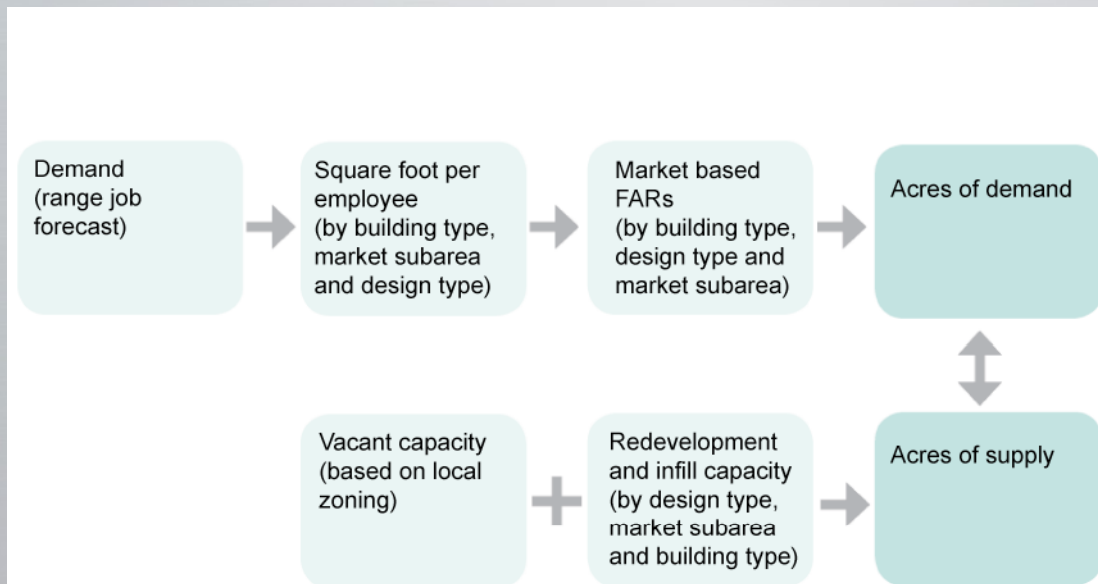 Demand
(range job
forecast)
Square foot per
employee
(by building type,
market subarea
and design type)
Market based
FARs
(by building type,
design type and
market subarea)
Acres of demand
Vacant capacity
(based on local
zoning)
Redevelopment
and infill capacity
(by design type,
market subarea
and building type)
Acres of supply